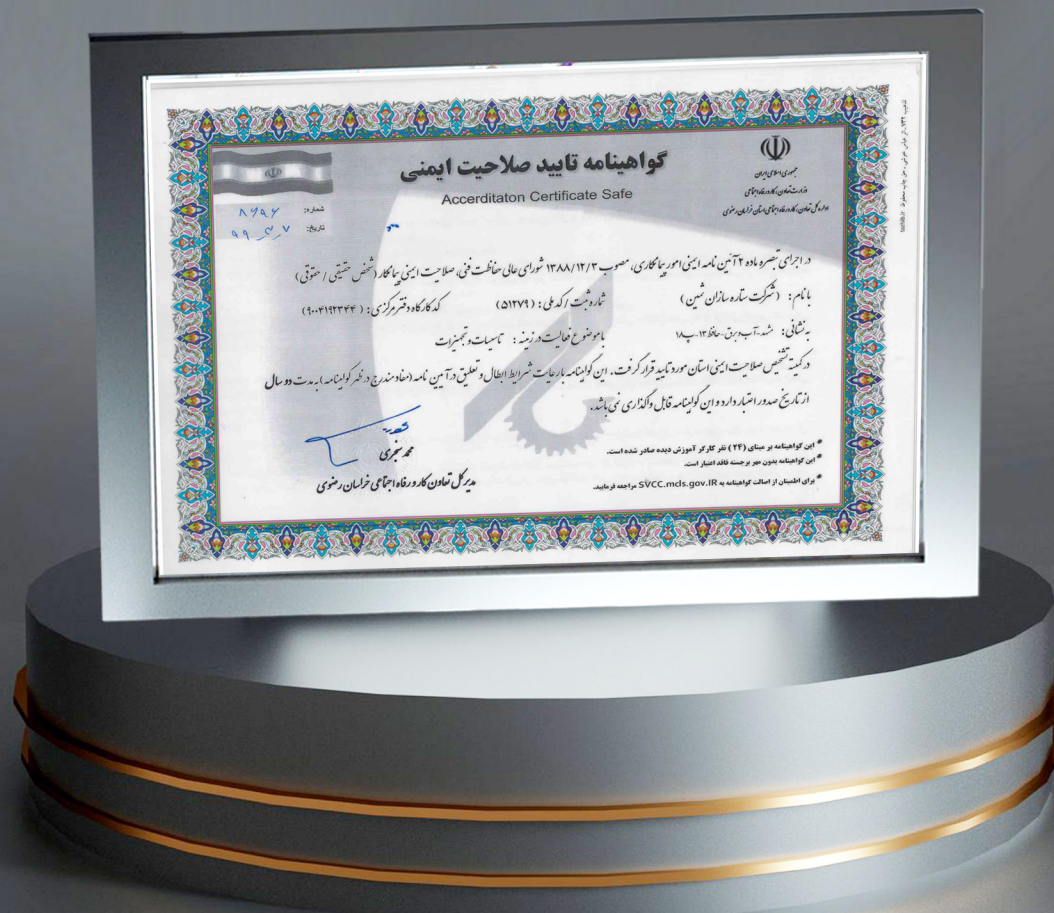 گواهینامه تایید صلاحیت ایمنی
Accerditaton Certificate Safe
جمهوری اسلامی ایران
وزارت تعاون، کار و رفاه اجتماعی
اداره کل تعاون، کار و رفاه اجتماعی استان خراسان رضوی
شماره: ۸۶۹۶
تاریخ:
در اجرای تبصره ماده ۲ آئین نامه ایمنی امور پیمانکاری، مصوب ۱۳۸۸/۱۲/۳ شورای عالی حفاظت فنی، صلاحیت ایمنی پیمانکار (شخص حقیقی / حقوقی)
با نام: (شرکت ستاره سازان ثمین) شماره ثبت / کد ملی: (۵۱۲۷۹) کد کارگاه دفتر مرکزی: (۹۰۰۴۱۹۲۳۴۴)
به نشانی: مشهد-آب و برق-حافظ ۱۳-پ۱۸ با موضوع فعالیت در زمینه: تاسیسات و تجهیزات
در کمیته تشخیص صلاحیت ایمنی استان مورد تایید قرار گرفت. این گواهینامه با رعایت شرایط ابطال و تعلیق در آیین نامه (مفاد مندرج در ظهر گواهینامه) به مدت دو سال
از تاریخ صدور اعتبار دارد و این گواهینامه قابل واگذاری نمی باشد.
محمد سنجری
مدیر کل تعاون کار و رفاه اجتماعی خراسان رضوی
* این گواهینامه بر مبنای (۲۴) نفر کارگر آموزش دیده صادر شده است.
* این گواهینامه بدون مهر برجسته فاقد اعتبار است.
* برای اطمینان از اصالت گواهینامه به SVCC.mcls.gov.IR مراجعه فرمایید.